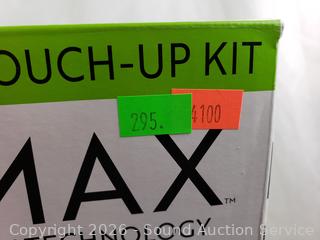 OUCH-UP KIT
295.
4100
MAX™
TECHNOLOGY
Copyright 2026 - Sound Auction Service